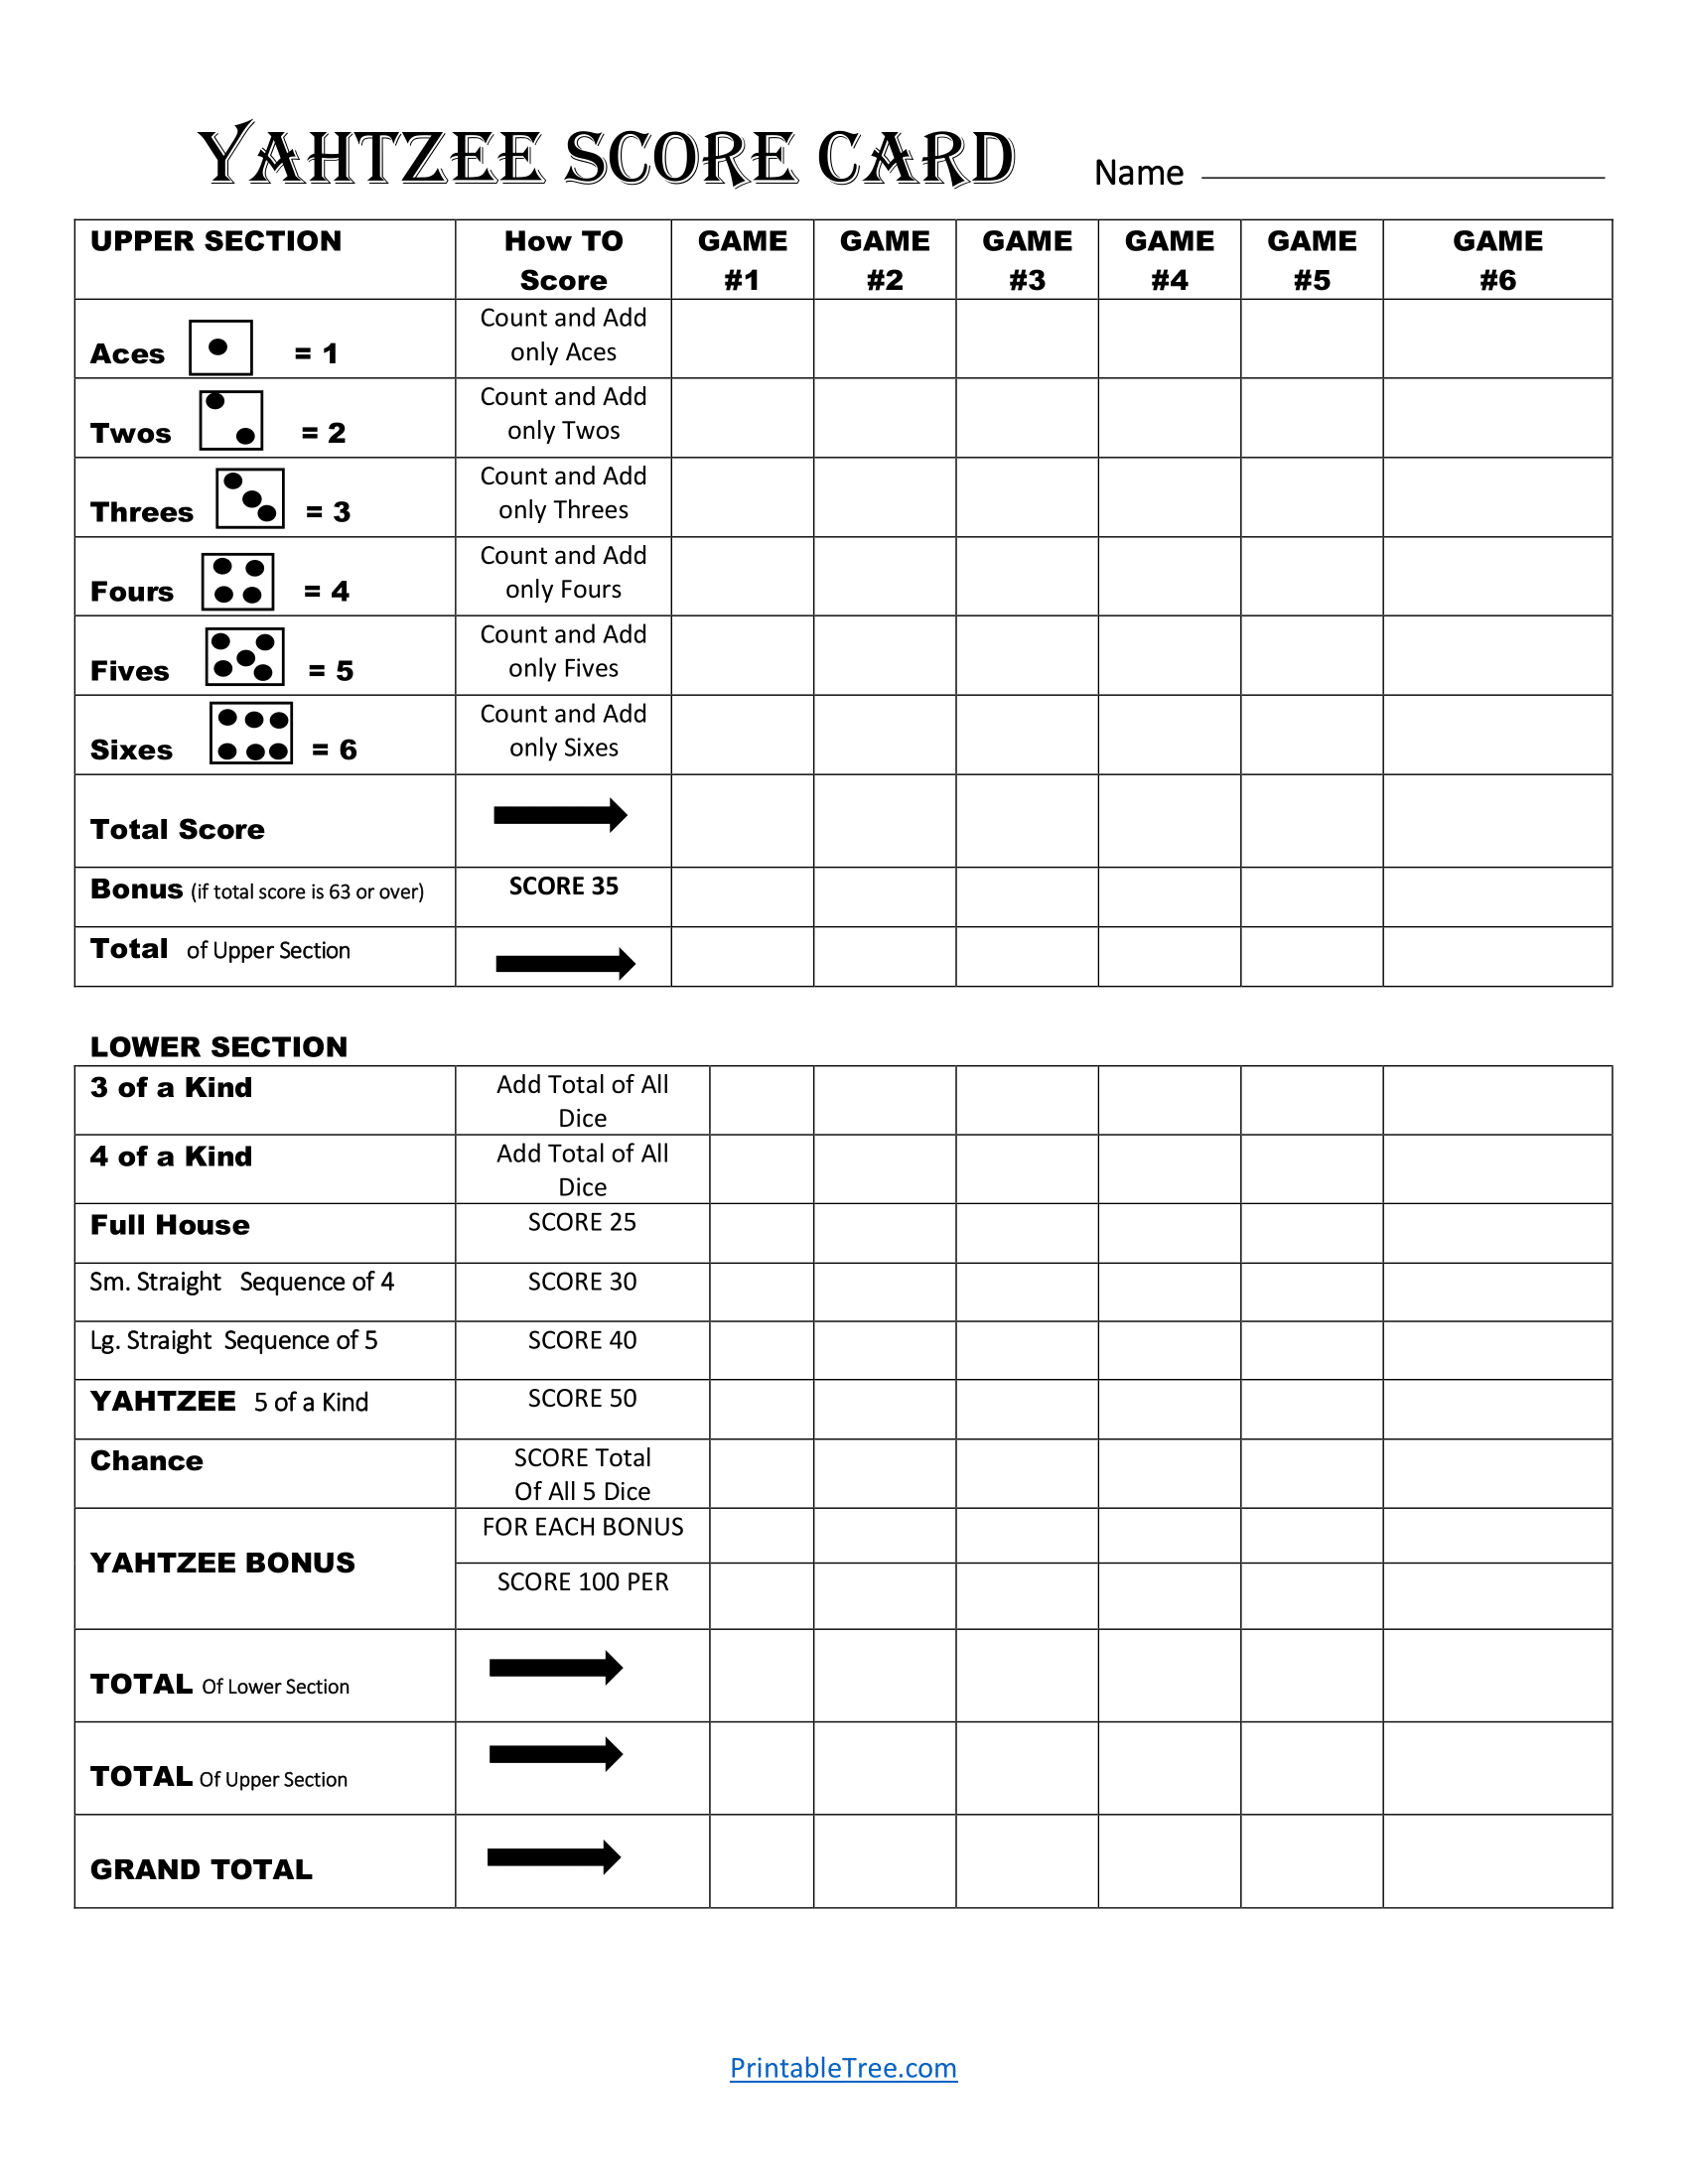 YAHTZEE SCORE CARD Name
UPPER SECTION How TO Score GAME #1 GAME #2 GAME #3 GAME #4 GAME #5 GAME #6
Aces = 1 Count and Add only Aces
Twos = 2 Count and Add only Twos
Threes = 3 Count and Add only Threes
Fours = 4 Count and Add only Fours
Fives = 5 Count and Add only Fives
Sixes = 6 Count and Add only Sixes
Total Score
Bonus (if total score is 63 or over) SCORE 35
Total of Upper Section
LOWER SECTION
3 of a Kind Add Total of All Dice
4 of a Kind Add Total of All Dice
Full House SCORE 25
Sm. Straight Sequence of 4 SCORE 30
Lg. Straight Sequence of 5 SCORE 40
YAHTZEE 5 of a Kind SCORE 50
Chance SCORE Total Of All 5 Dice
YAHTZEE BONUS FOR EACH BONUS
SCORE 100 PER
TOTAL Of Lower Section
TOTAL Of Upper Section
GRAND TOTAL
PrintableTree.com